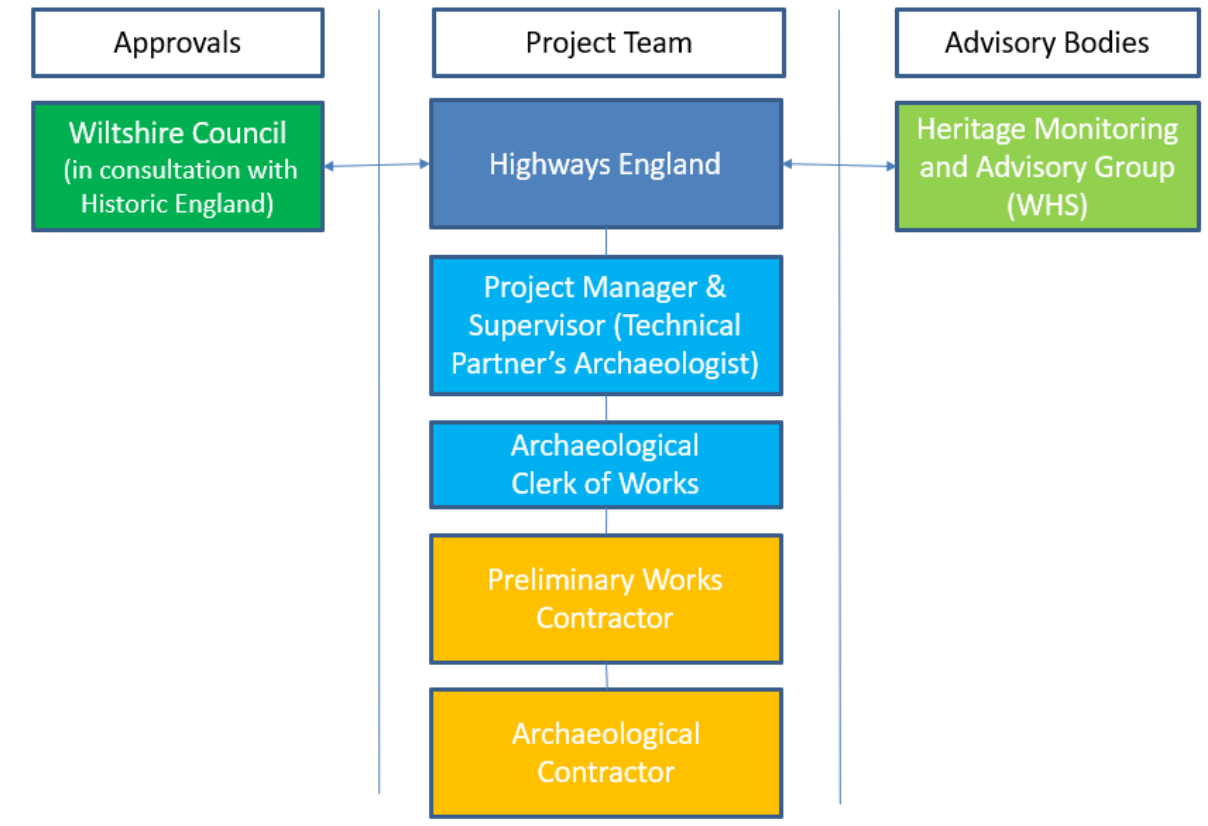 Approvals
Project Team
Advisory Bodies
Wiltshire Council
(in consultation with
Historic England)
Highways England
Heritage Monitoring
and Advisory Group
(WHS)
Project Manager &
Supervisor (Technical
Partner’s Archaeologist)
Archaeological
Clerk of Works
Preliminary Works
Contractor
Archaeological
Contractor